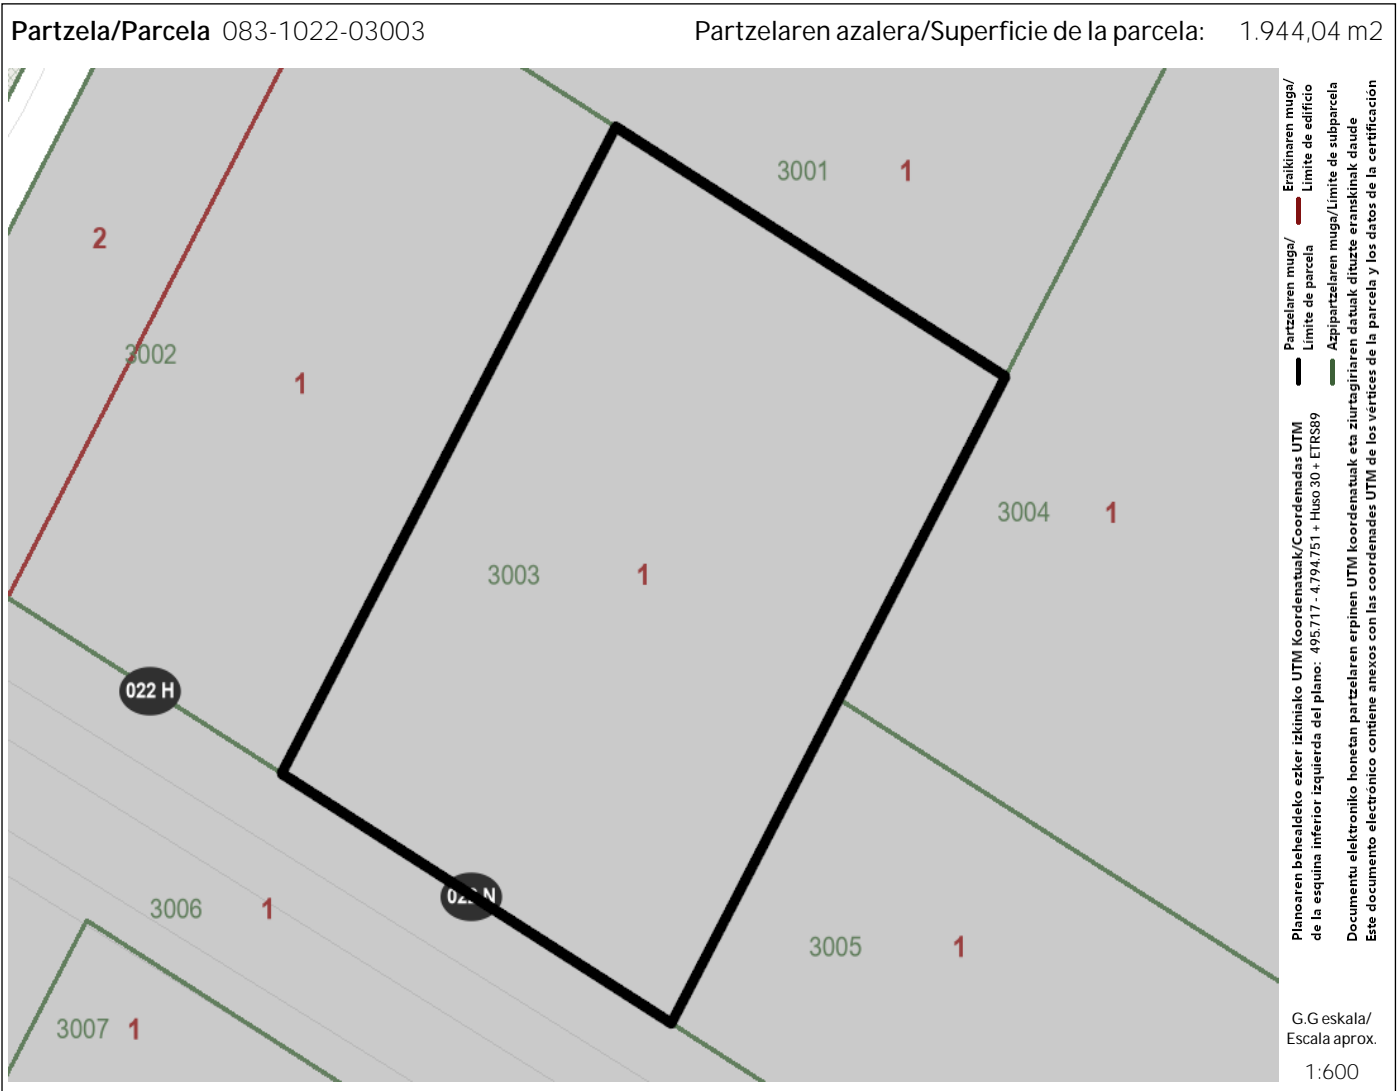 Partzela/Parcela 083-1022-03003
Partzelaren azalera/Superficie de la parcela: 1.944,04 m2
3001 1
2
3002
1
3004 1
3003 1
022 H
3006 1
3005 1
3007 1
Partzelaren muga/
Límite de parcela
Eraikinaren muga/
Límite de edificio
Azpipartzelaren muga/Límite de subparcela
Planoaren behealdeko ezker izkiniako UTM Koordenatuak/Coordenadas UTM
de la esquina inferior izquierda del plano: 495.717 - 4.794.751 + Huso 30 + ETRS89
Documentu elektroniko honetan partzelaren erpinen UTM koordenatuak eta ziurtagiriaren datuak dituzte eranskinak daude
Este documento electrónico contiene anexos con las coordenades UTM de los vértices de la parcela y los datos de la certificación
G.G eskala/
Escala aprox.
1:600